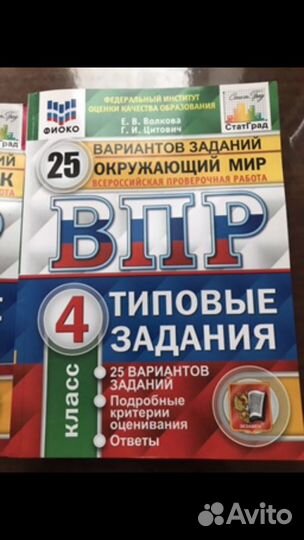 ФЕДЕРАЛЬНЫЙ ИНСТИТУТ
ОЦЕНКИ КАЧЕСТВА ОБРАЗОВАНИЯ
ФИОКО
Е. В. Волкова
Г. И. Цитович
СтатГрад
25
ВАРИАНТОВ ЗАДАНИЙ
ОКРУЖАЮЩИЙ МИР
ВСЕРОССИЙСКАЯ ПРОВЕРОЧНАЯ РАБОТА
ВПР
4
класс
ТИПОВЫЕ
ЗАДАНИЯ
• 25 ВАРИАНТОВ
ЗАДАНИЙ
• Подробные
критерии
оценивания
• Ответы
ЭКЗАМЕН
Avito